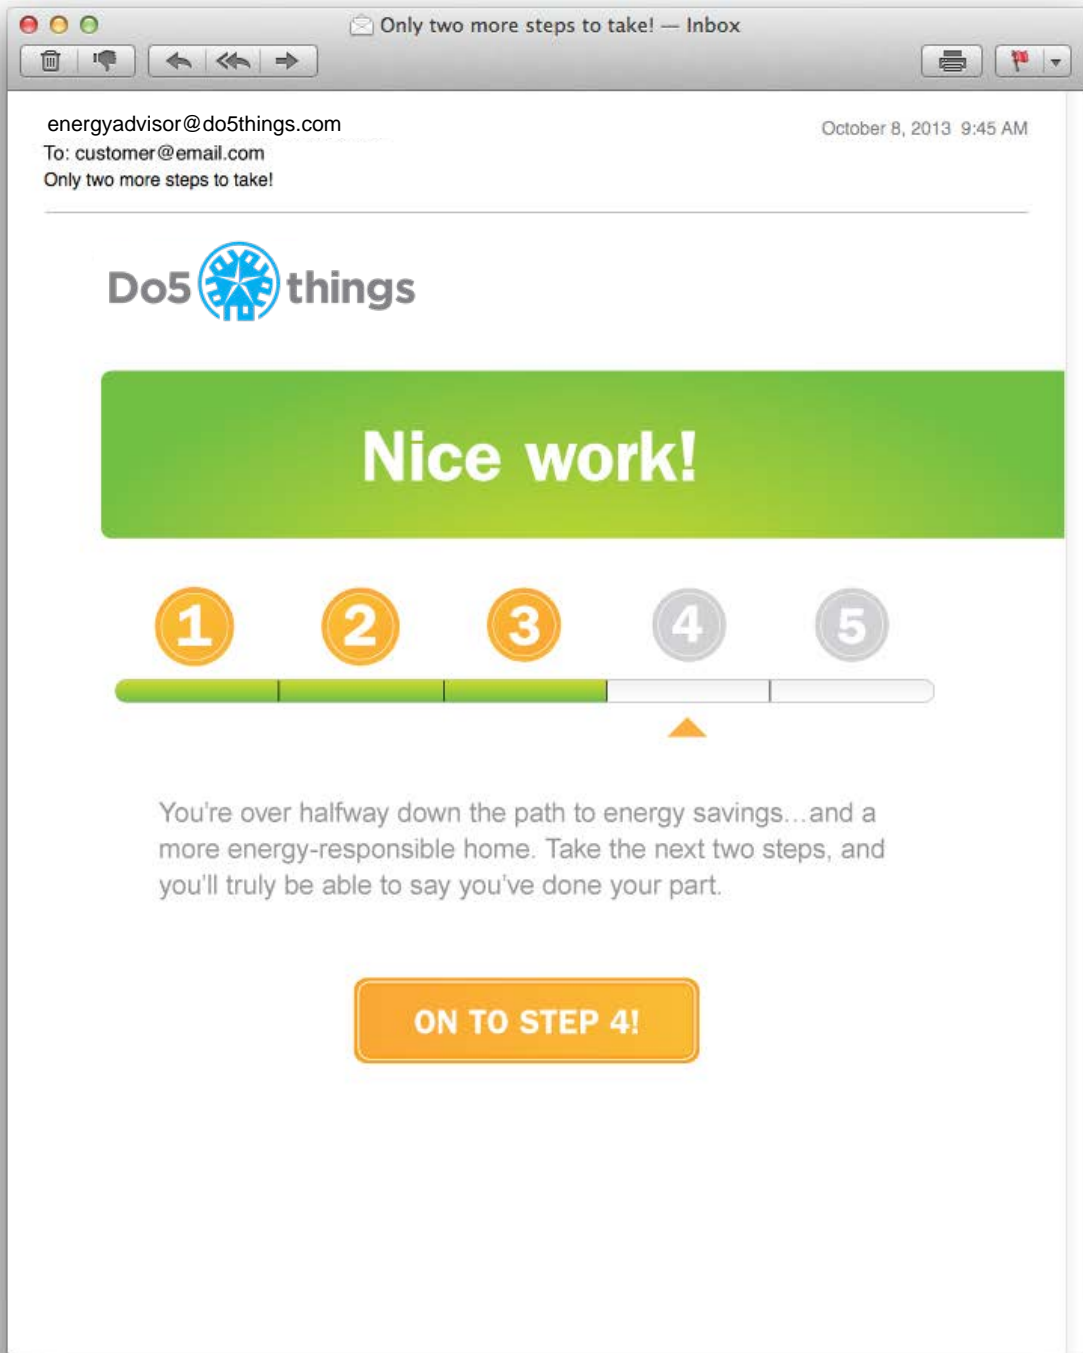 Only two more steps to take! — Inbox
energyadvisor@do5things.com
October 8, 2013 9:45 AM
To: customer@email.com
Only two more steps to take!
Do5 things
Nice work!
1 2 3 4 5
You're over halfway down the path to energy savings...and a
more energy-responsible home. Take the next two steps, and
you'll truly be able to say you've done your part.
ON TO STEP 4!